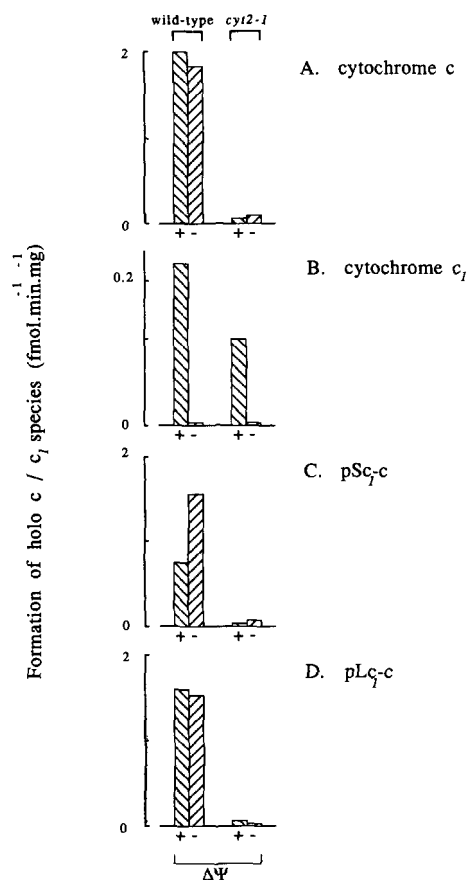 wild-type cyt2-1
2
A. cytochrome c
0
+ - + -
0.2
B. cytochrome c1
0
+ - + -
2
C. pSc1-c
0
+ - + -
2
D. pLc1-c
0
+ - + -
ΔΨ
Formation of holo c / c1 species (fmol.min-1.mg-1)